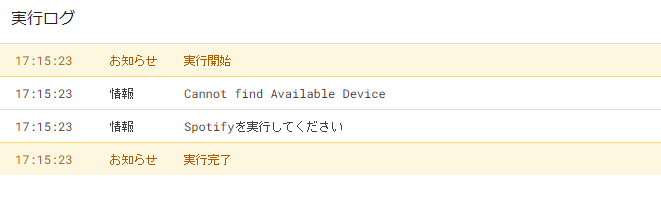 実行ログ
17:15:23 お知らせ 実行開始
17:15:23 情報 Cannot find Available Device
17:15:23 情報 Spotifyを実行してください
17:15:23 お知らせ 実行完了